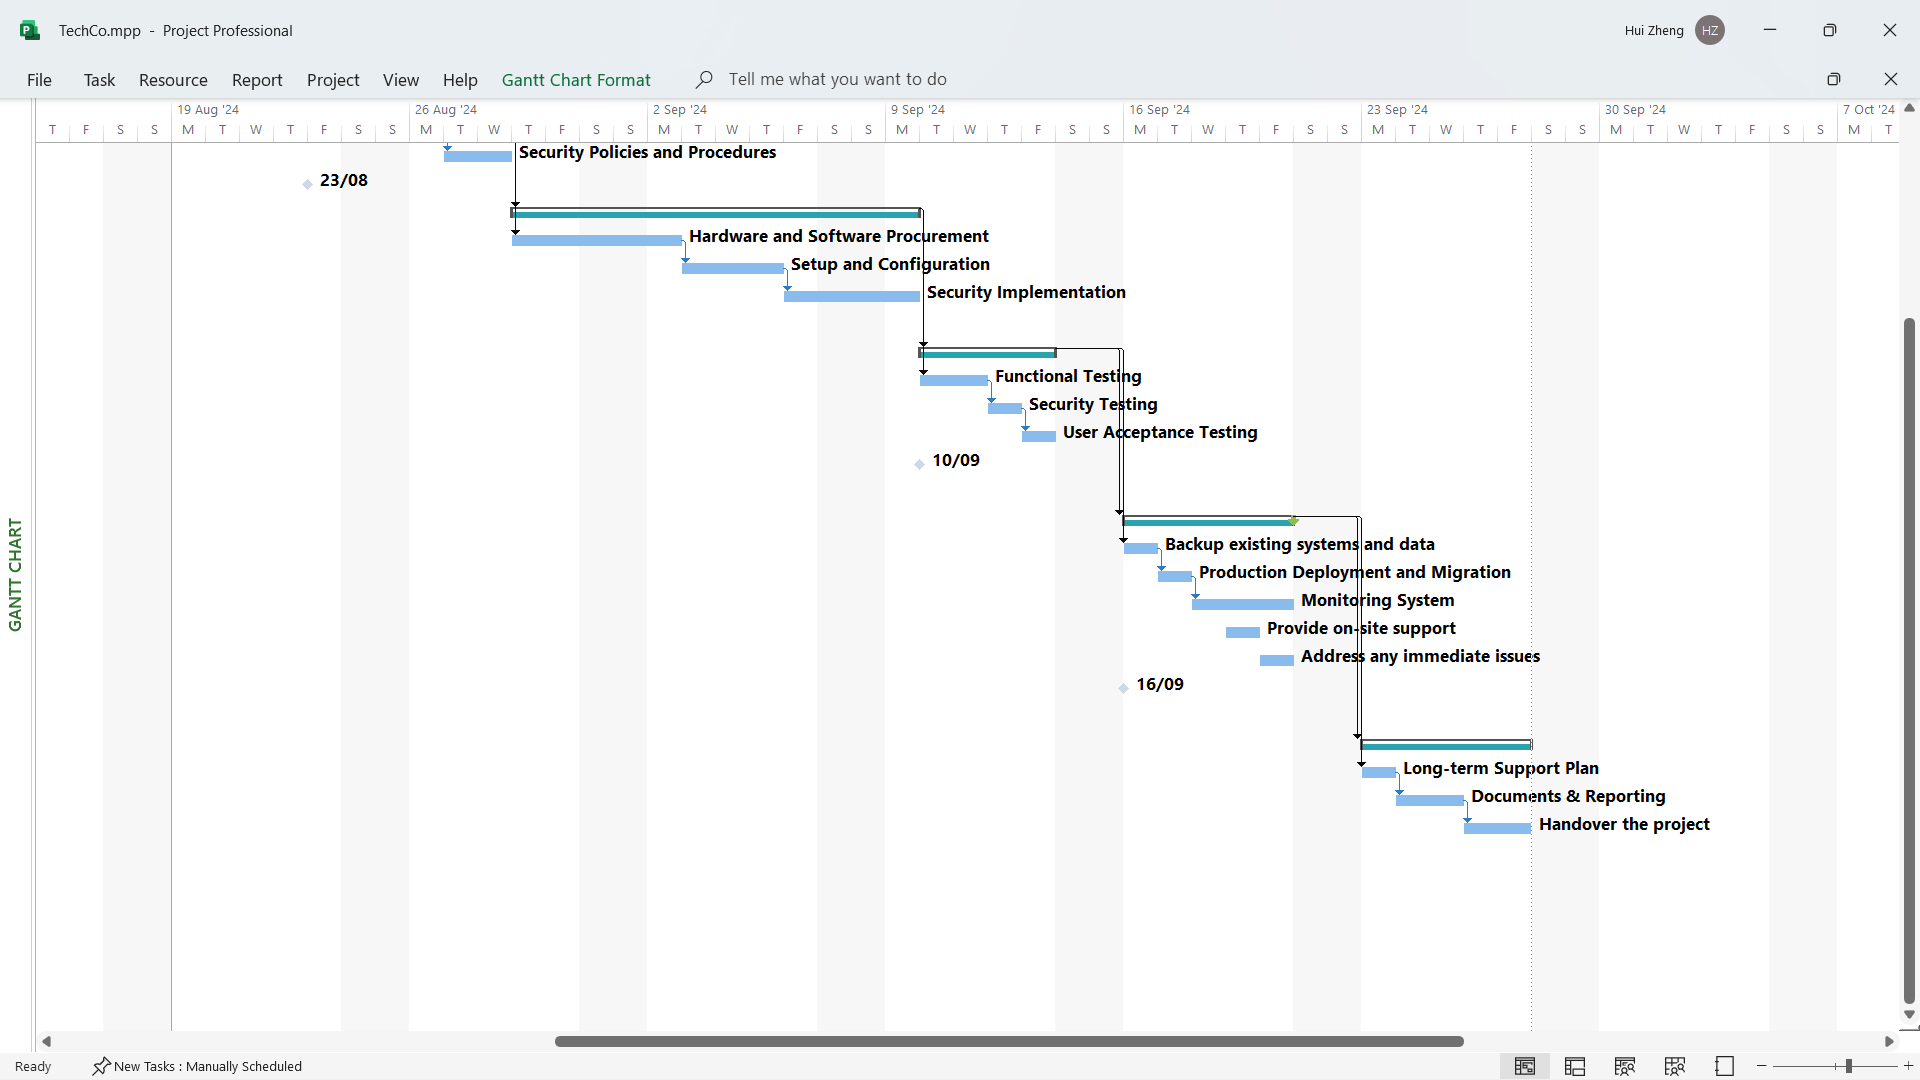 TechCo.mpp - Project Professional
Hui Zheng
HZ
File Task Resource Report Project View Help Gantt Chart Format Tell me what you want to do
19 Aug '24 26 Aug '24 2 Sep '24 9 Sep '24 16 Sep '24 23 Sep '24 30 Sep '24 7 Oct '24
T F S S M T W T F S S M T W T F S S M T W T F S S M T W T F S S M T W T F S S M T W T F S S M T W T F S S M T
Security Policies and Procedures
23/08
Hardware and Software Procurement
Setup and Configuration
Security Implementation
Functional Testing
Security Testing
User Acceptance Testing
10/09
GANTT CHART
Backup existing systems and data
Production Deployment and Migration
Monitoring System
Provide on-site support
Address any immediate issues
16/09
Long-term Support Plan
Documents & Reporting
Handover the project
Ready New Tasks : Manually Scheduled